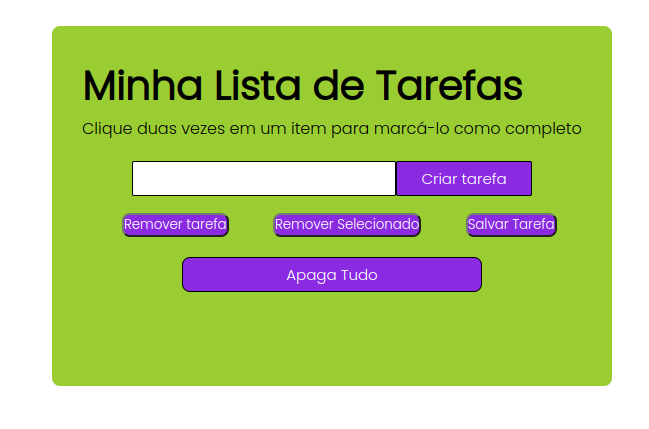 Minha Lista de Tarefas
Clique duas vezes em um item para marcá-lo como completo
Criar tarefa
Remover tarefa Remover Selecionado Salvar Tarefa
Apaga Tudo